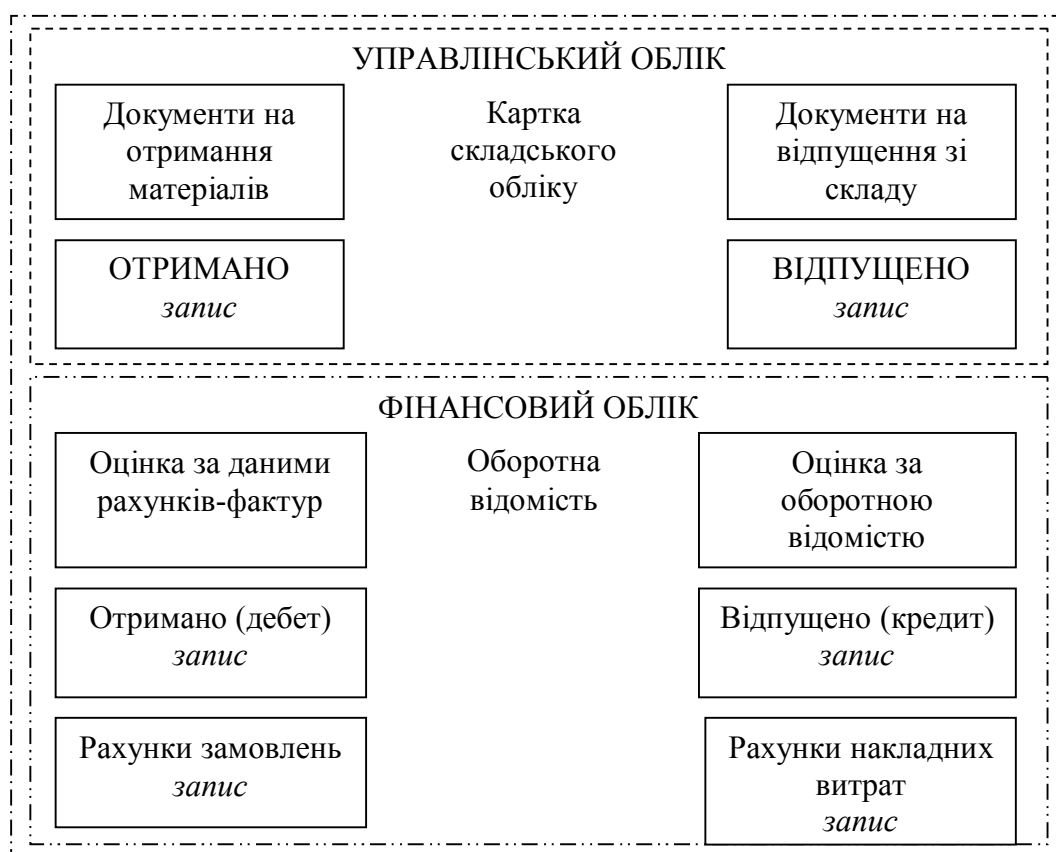 УПРАВЛІНСЬКИЙ ОБЛІК
Документи на
отримання
матеріалів
Картка
складського
обліку
Документи на
відпущення зі
складу
ОТРИМАНО
запис
ВІДПУЩЕНО
запис
ФІНАНСОВИЙ ОБЛІК
Оцінка за даними
рахунків-фактур
Оборотна
відомість
Оцінка за
оборотною
відомістю
Отримано (дебет)
запис
Відпущено (кредит)
запис
Рахунки замовлень
запис
Рахунки накладних
витрат
запис